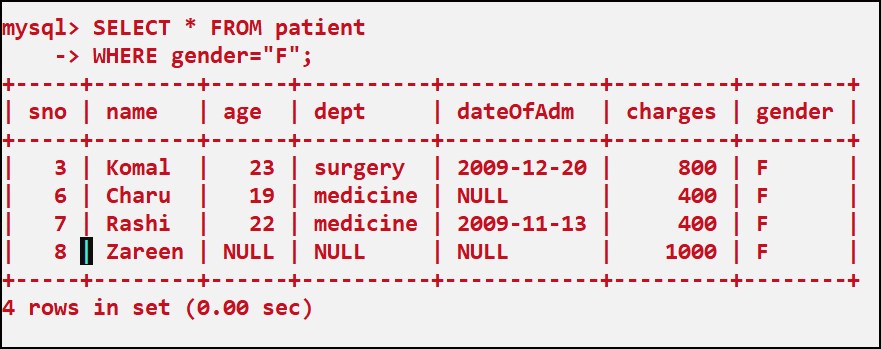 mysql> SELECT * FROM patient
    -> WHERE gender="F";
+-----+--------+------+----------+------------+---------+--------+
| sno | name   | age  | dept     | dateOfAdm  | charges | gender |
+-----+--------+------+----------+------------+---------+--------+
|   3 | Komal  |   23 | surgery  | 2009-12-20 |     800 | F      |
|   6 | Charu  |   19 | medicine | NULL       |     400 | F      |
|   7 | Rashi  |   22 | medicine | 2009-11-13 |     400 | F      |
|   8 | Zareen | NULL | NULL     | NULL       |    1000 | F      |
+-----+--------+------+----------+------------+---------+--------+
4 rows in set (0.00 sec)